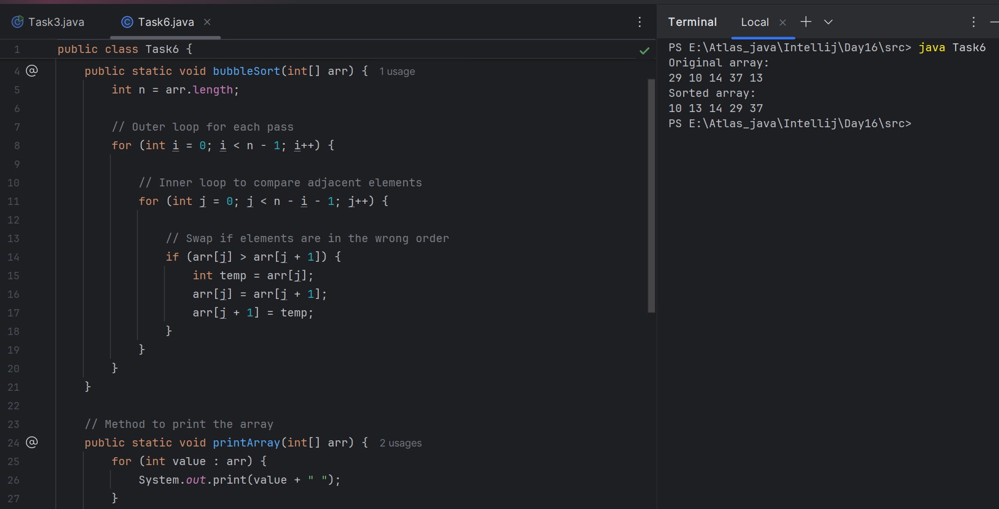 Task3.java
Task6.java
1 public class Task6 {
4 @ public static void bubbleSort(int[] arr) { 1 usage
5 int n = arr.length;
6
7 // Outer loop for each pass
8 for (int i = 0; i < n - 1; i++) {
9
10 // Inner loop to compare adjacent elements
11 for (int j = 0; j < n - i - 1; j++) {
12
13 // Swap if elements are in the wrong order
14 if (arr[j] > arr[j + 1]) {
15 int temp = arr[j];
16 arr[j] = arr[j + 1];
17 arr[j + 1] = temp;
18 }
19 }
20 }
21 }
22
23 // Method to print the array
24 @ public static void printArray(int[] arr) { 2 usages
25 for (int value : arr) {
26 System.out.print(value + " ");
27 }
Terminal Local
PS E:\Atlas_java\Intellij\Day16\src> java Task6
Original array:
29 10 14 37 13
Sorted array:
10 13 14 29 37
PS E:\Atlas_java\Intellij\Day16\src>